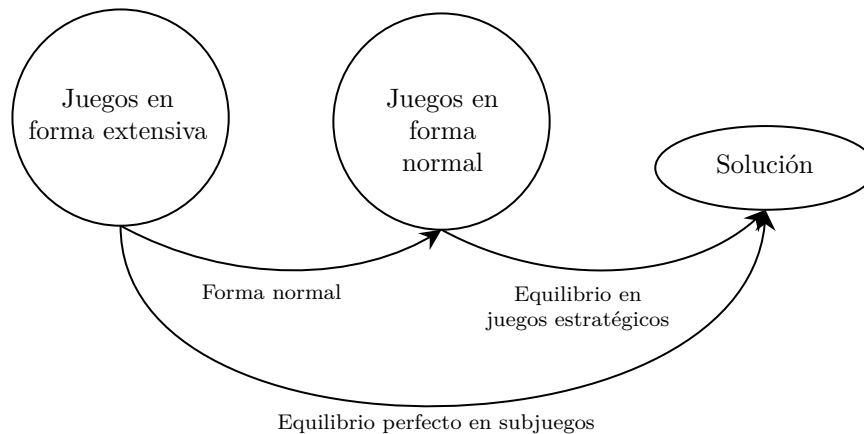 Juegos en
forma extensiva
Juegos en
forma
normal
Solución
Forma normal
Equilibrio en
juegos estratégicos
Equilibrio perfecto en subjuegos